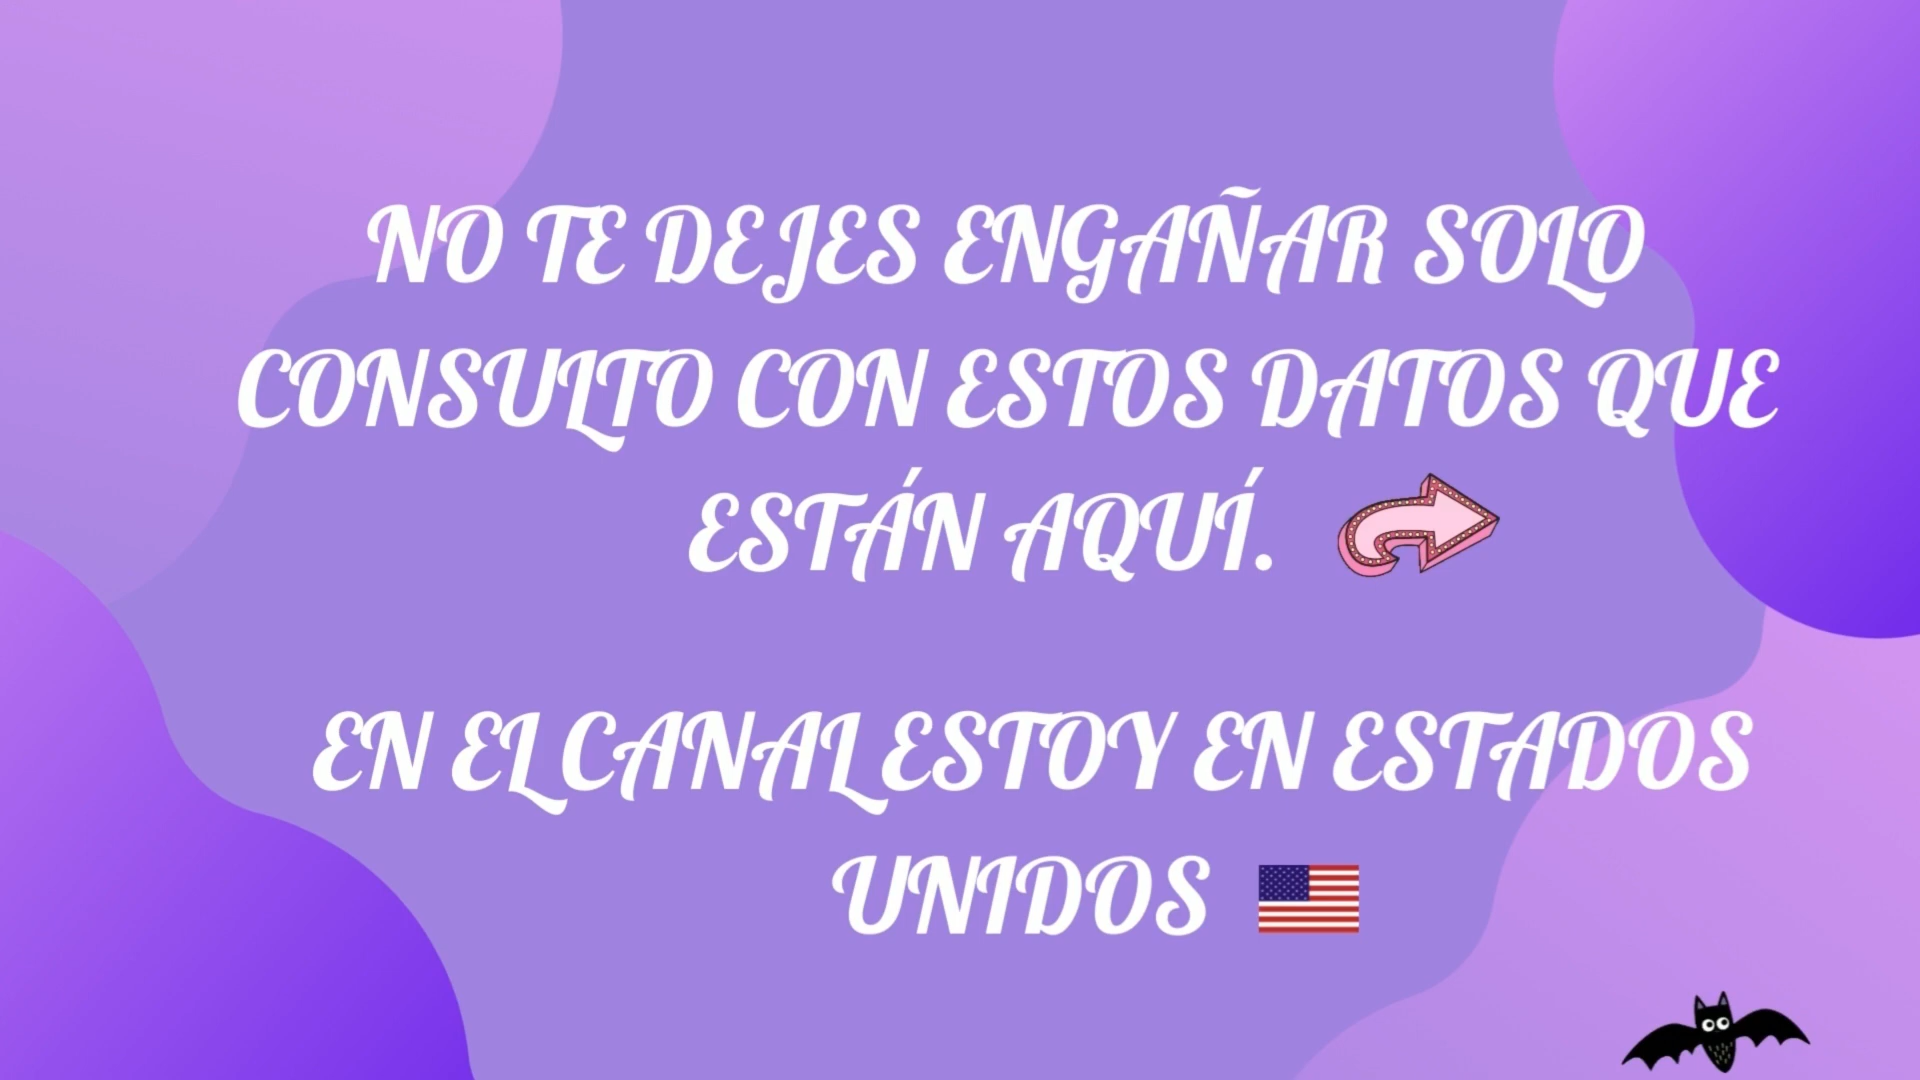 NO TE DEJES ENGAÑAR SOLO
CONSULTO CON ESTOS DATOS QUE
ESTÁN AQUÍ.
EN EL CANAL ESTOY EN ESTADOS
UNIDOS